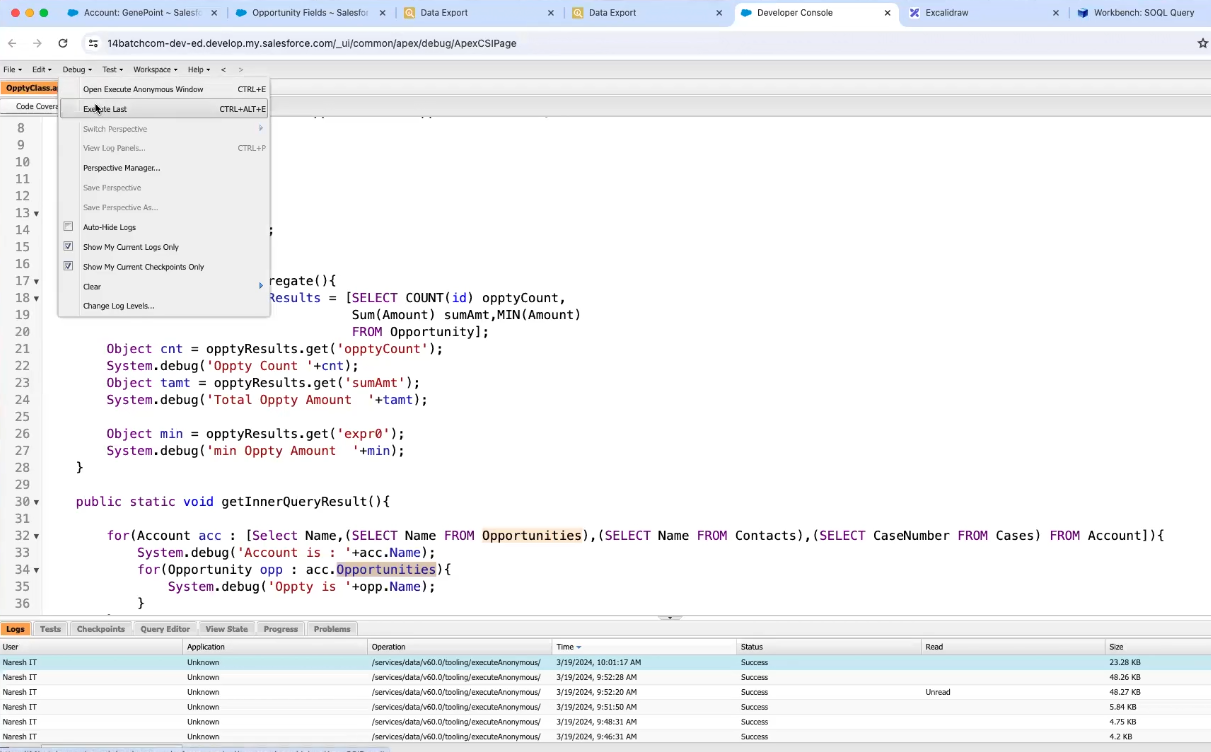 Account: GenePoint ~ Salesfo
Opportunity Fields ~ Salesfor
Data Export
Data Export
Developer Console
Excalidraw
Workbench: SOQL Query
14batchcom-dev-ed.develop.my.salesforce.com/_ui/common/apex/debug/ApexCSIPage
File Edit Debug Test Workspace Help < >
OpptyClass.a
Code Covera
Open Execute Anonymous Window CTRL+E
Execute Last CTRL+ALT+E
Switch Perspective
View Log Panels... CTRL+P
Perspective Manager...
Save Perspective
Save Perspective As...
Auto-Hide Logs
Show My Current Logs Only
Show My Current Checkpoints Only
Clear
Change Log Levels...
8
9
10
11
12
13
14 ;
15
16
17 regate(){
18 Results = [SELECT COUNT(id) opptyCount,
19 Sum(Amount) sumAmt,MIN(Amount)
20 FROM Opportunity];
21 Object cnt = opptyResults.get('opptyCount');
22 System.debug('Oppty Count '+cnt);
23 Object tamt = opptyResults.get('sumAmt');
24 System.debug('Total Oppty Amount  '+tamt);
25
26 Object min = opptyResults.get('expr0');
27 System.debug('min Oppty Amount  '+min);
28 }
29
30 public static void getInnerQueryResult(){
31
32 for(Account acc : [Select Name,(SELECT Name FROM Opportunities),(SELECT Name FROM Contacts),(SELECT CaseNumber FROM Cases) FROM Account]){
33 System.debug('Account is : '+acc.Name);
34 for(Opportunity opp : acc.Opportunities){
35 System.debug('Oppty is '+opp.Name);
36 }
Logs Tests Checkpoints Query Editor View State Progress Problems
User Application Operation Time Status Read Size
Naresh IT Unknown /services/data/v60.0/tooling/executeAnonymous/ 3/19/2024, 10:01:17 AM Success 23.28 KB
Naresh IT Unknown /services/data/v60.0/tooling/executeAnonymous/ 3/19/2024, 9:52:28 AM Success 48.26 KB
Naresh IT Unknown /services/data/v60.0/tooling/executeAnonymous/ 3/19/2024, 9:52:20 AM Success Unread 48.27 KB
Naresh IT Unknown /services/data/v60.0/tooling/executeAnonymous/ 3/19/2024, 9:51:50 AM Success 5.84 KB
Naresh IT Unknown /services/data/v60.0/tooling/executeAnonymous/ 3/19/2024, 9:48:31 AM Success 4.75 KB
Naresh IT Unknown /services/data/v60.0/tooling/executeAnonymous/ 3/19/2024, 9:46:31 AM Success 4.2 KB